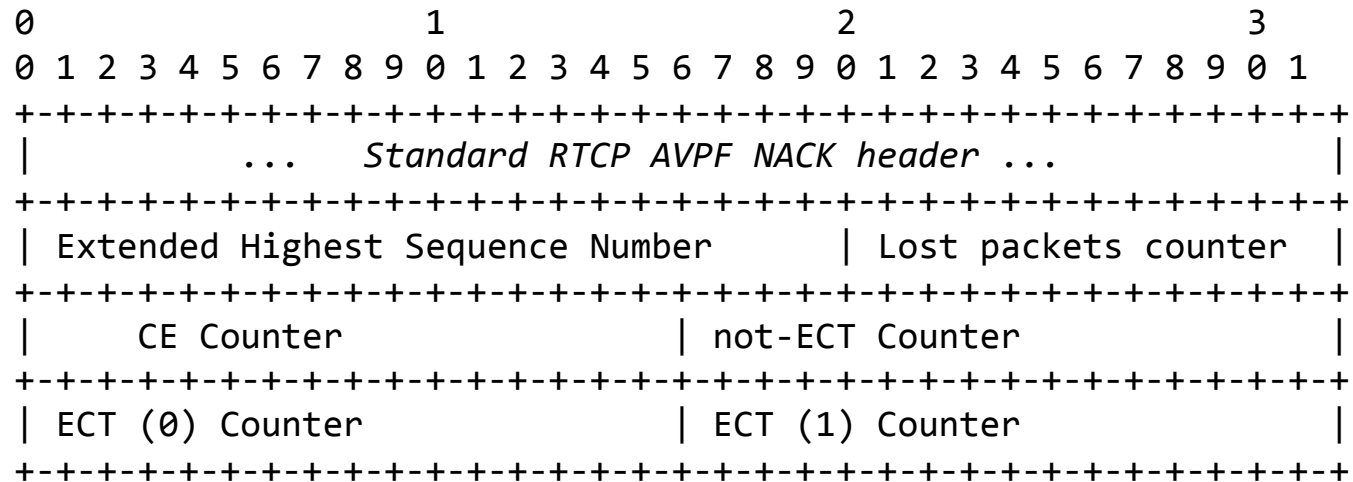 0                   1                   2                   3
0 1 2 3 4 5 6 7 8 9 0 1 2 3 4 5 6 7 8 9 0 1 2 3 4 5 6 7 8 9 0 1
+-+-+-+-+-+-+-+-+-+-+-+-+-+-+-+-+-+-+-+-+-+-+-+-+-+-+-+-+-+-+-+-+
|          ...   Standard RTCP AVPF NACK header ...             |
+-+-+-+-+-+-+-+-+-+-+-+-+-+-+-+-+-+-+-+-+-+-+-+-+-+-+-+-+-+-+-+-+
| Extended Highest Sequence Number      | Lost packets counter  |
+-+-+-+-+-+-+-+-+-+-+-+-+-+-+-+-+-+-+-+-+-+-+-+-+-+-+-+-+-+-+-+-+
|     CE Counter                | not-ECT Counter               |
+-+-+-+-+-+-+-+-+-+-+-+-+-+-+-+-+-+-+-+-+-+-+-+-+-+-+-+-+-+-+-+-+
| ECT (0) Counter               | ECT (1) Counter               |
+-+-+-+-+-+-+-+-+-+-+-+-+-+-+-+-+-+-+-+-+-+-+-+-+-+-+-+-+-+-+-+-+